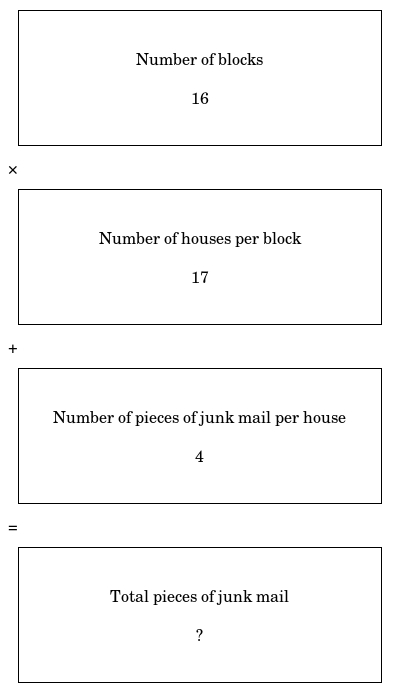 Number of blocks
16
×
Number of houses per block
17
+
Number of pieces of junk mail per house
4
=
Total pieces of junk mail
?